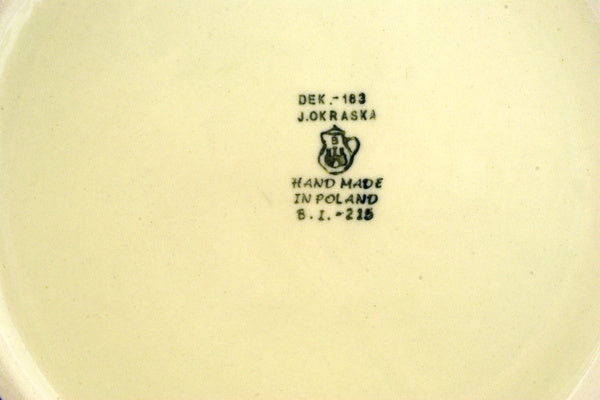 DEK.-183
J.OKRASKA
B
HAND MADE
IN POLAND
B.I.-215